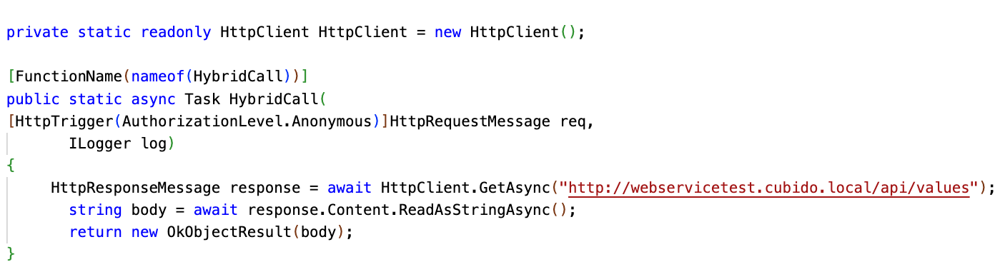 private static readonly HttpClient HttpClient = new HttpClient();
[FunctionName(nameof(HybridCall))]
public static async Task HybridCall(
[HttpTrigger(AuthorizationLevel.Anonymous)]HttpRequestMessage req,
ILogger log)
{
HttpResponseMessage response = await HttpClient.GetAsync("http://webservicetest.cubido.local/api/values");
string body = await response.Content.ReadAsStringAsync();
return new OkObjectResult(body);
}